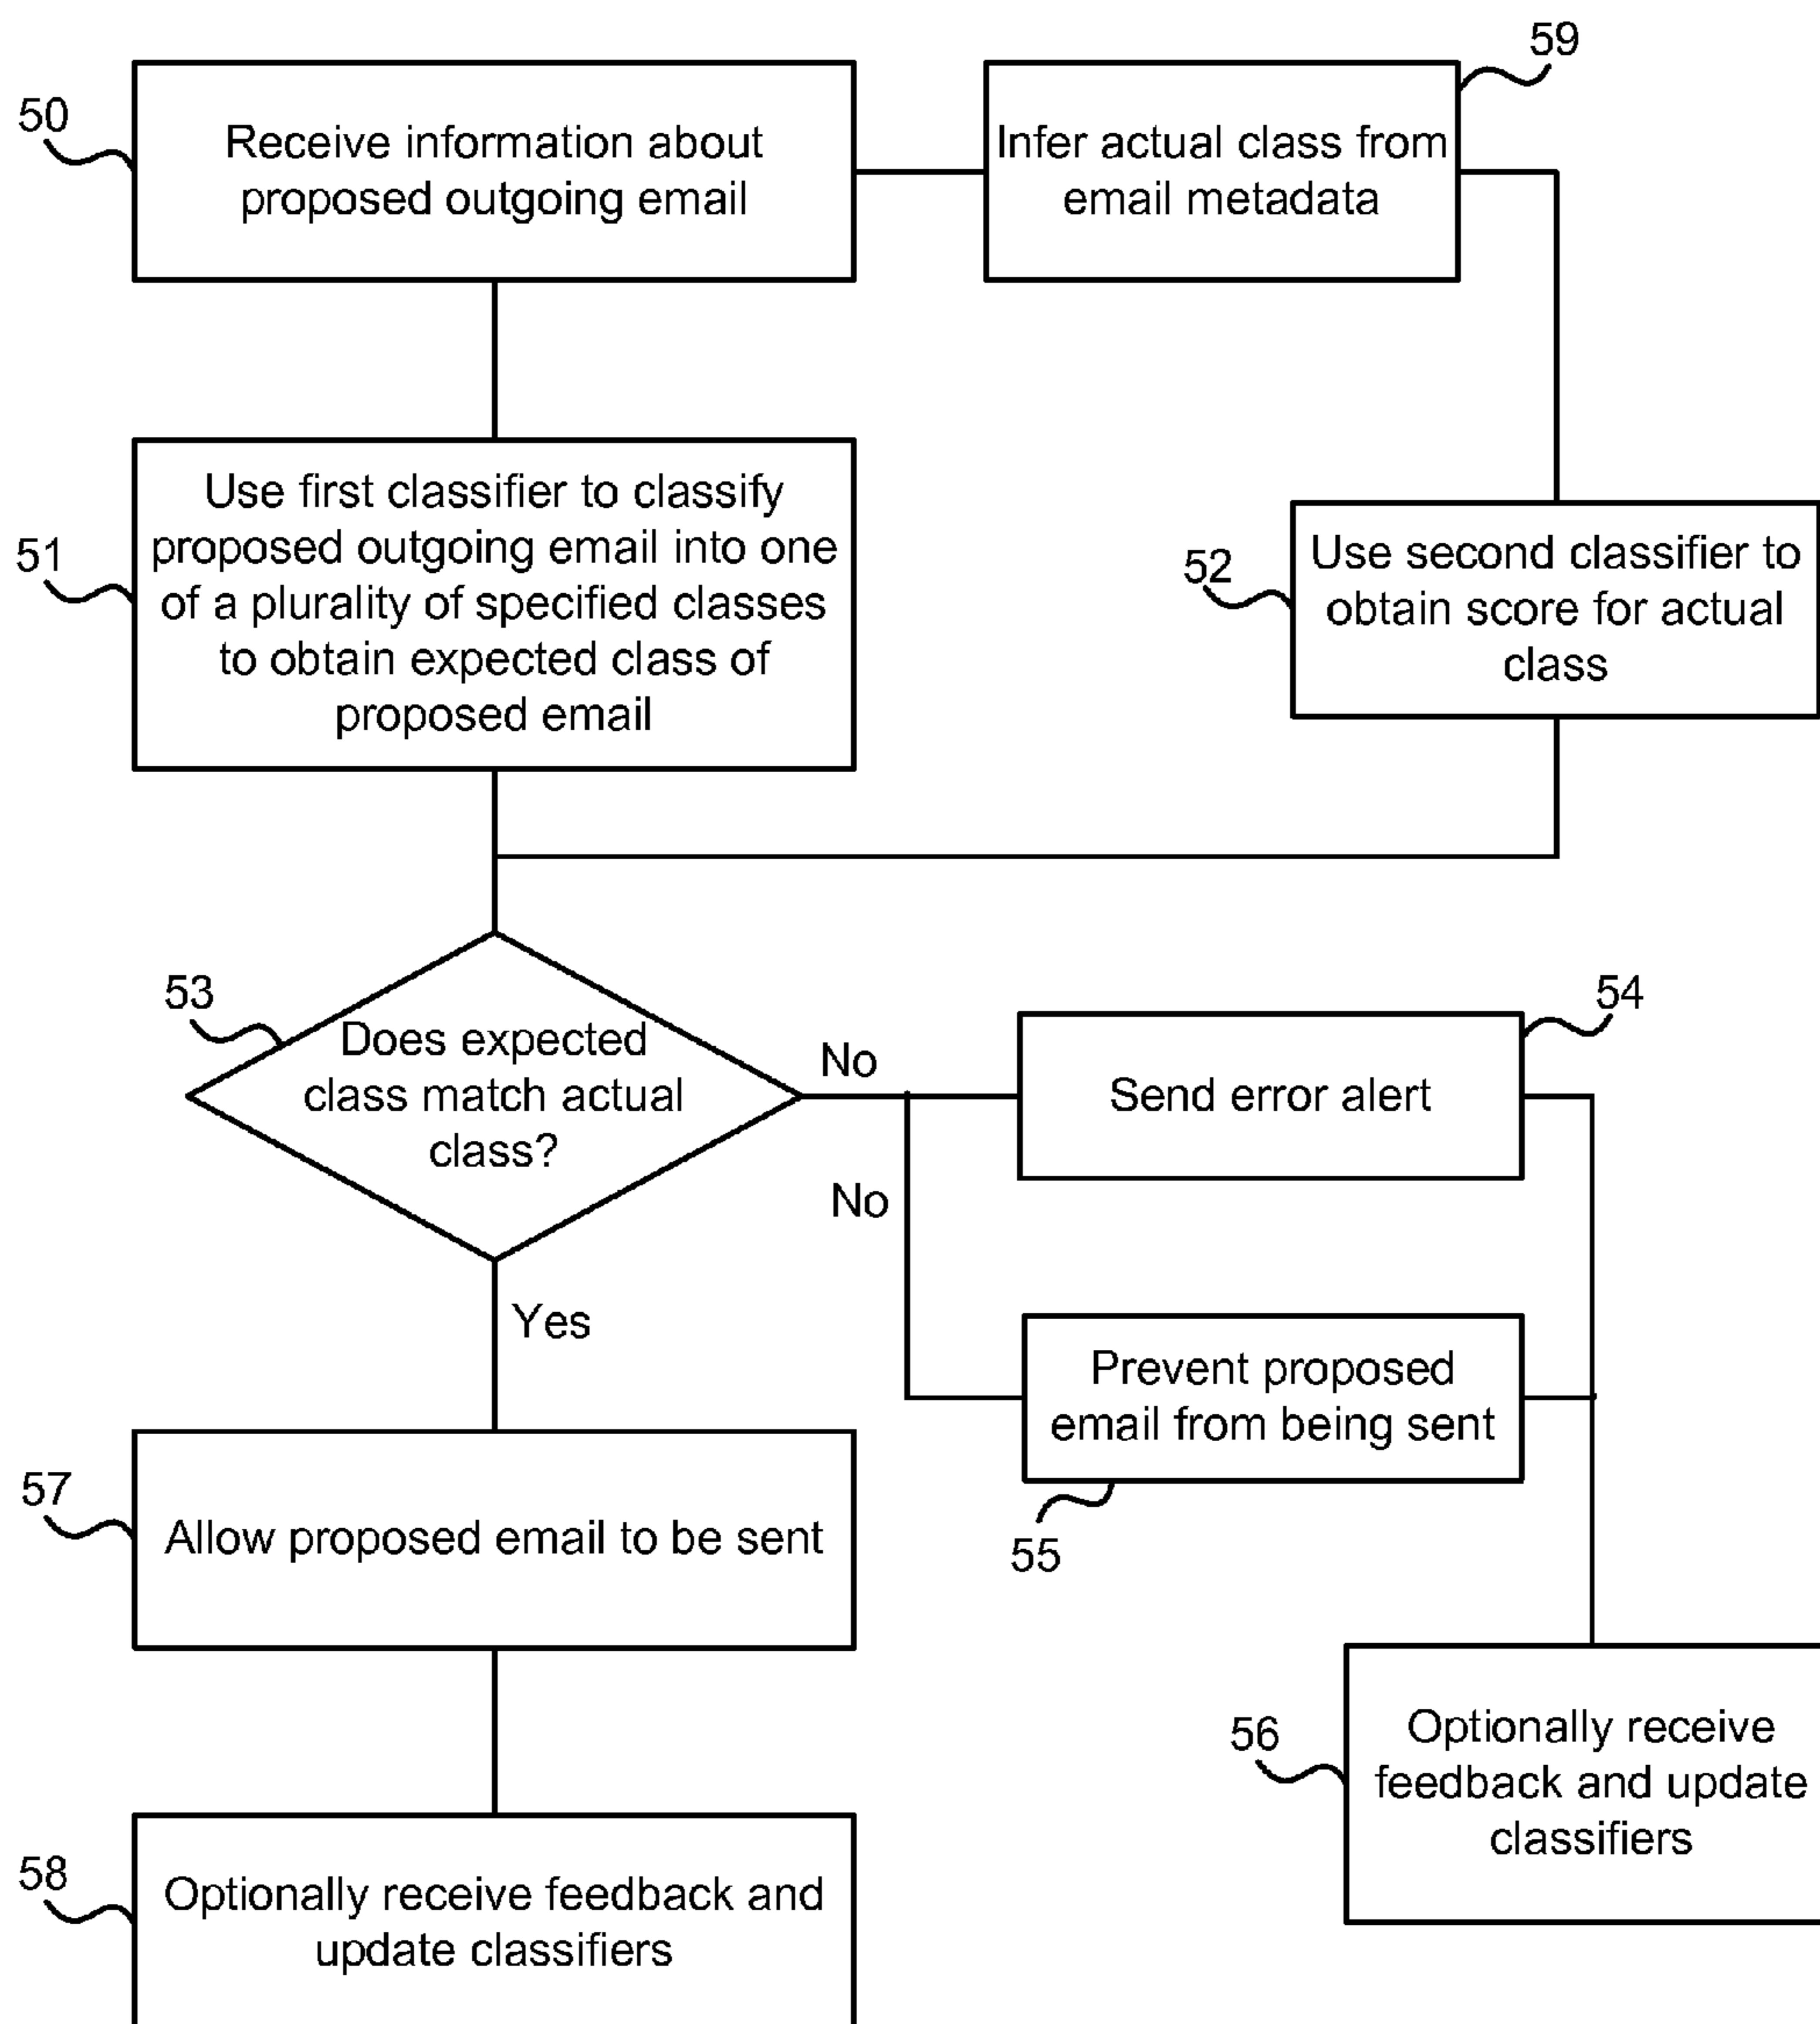 59
50
Receive information about
proposed outgoing email
Infer actual class from
email metadata
51
Use first classifier to classify
proposed outgoing email into one
of a plurality of specified classes
to obtain expected class of
proposed email
52
Use second classifier to
obtain score for actual
class
53
Does expected
class match actual
class?
No
No
Yes
54
Send error alert
Prevent proposed
email from being sent
55
57
Allow proposed email to be sent
56
Optionally receive
feedback and update
classifiers
58
Optionally receive feedback and
update classifiers